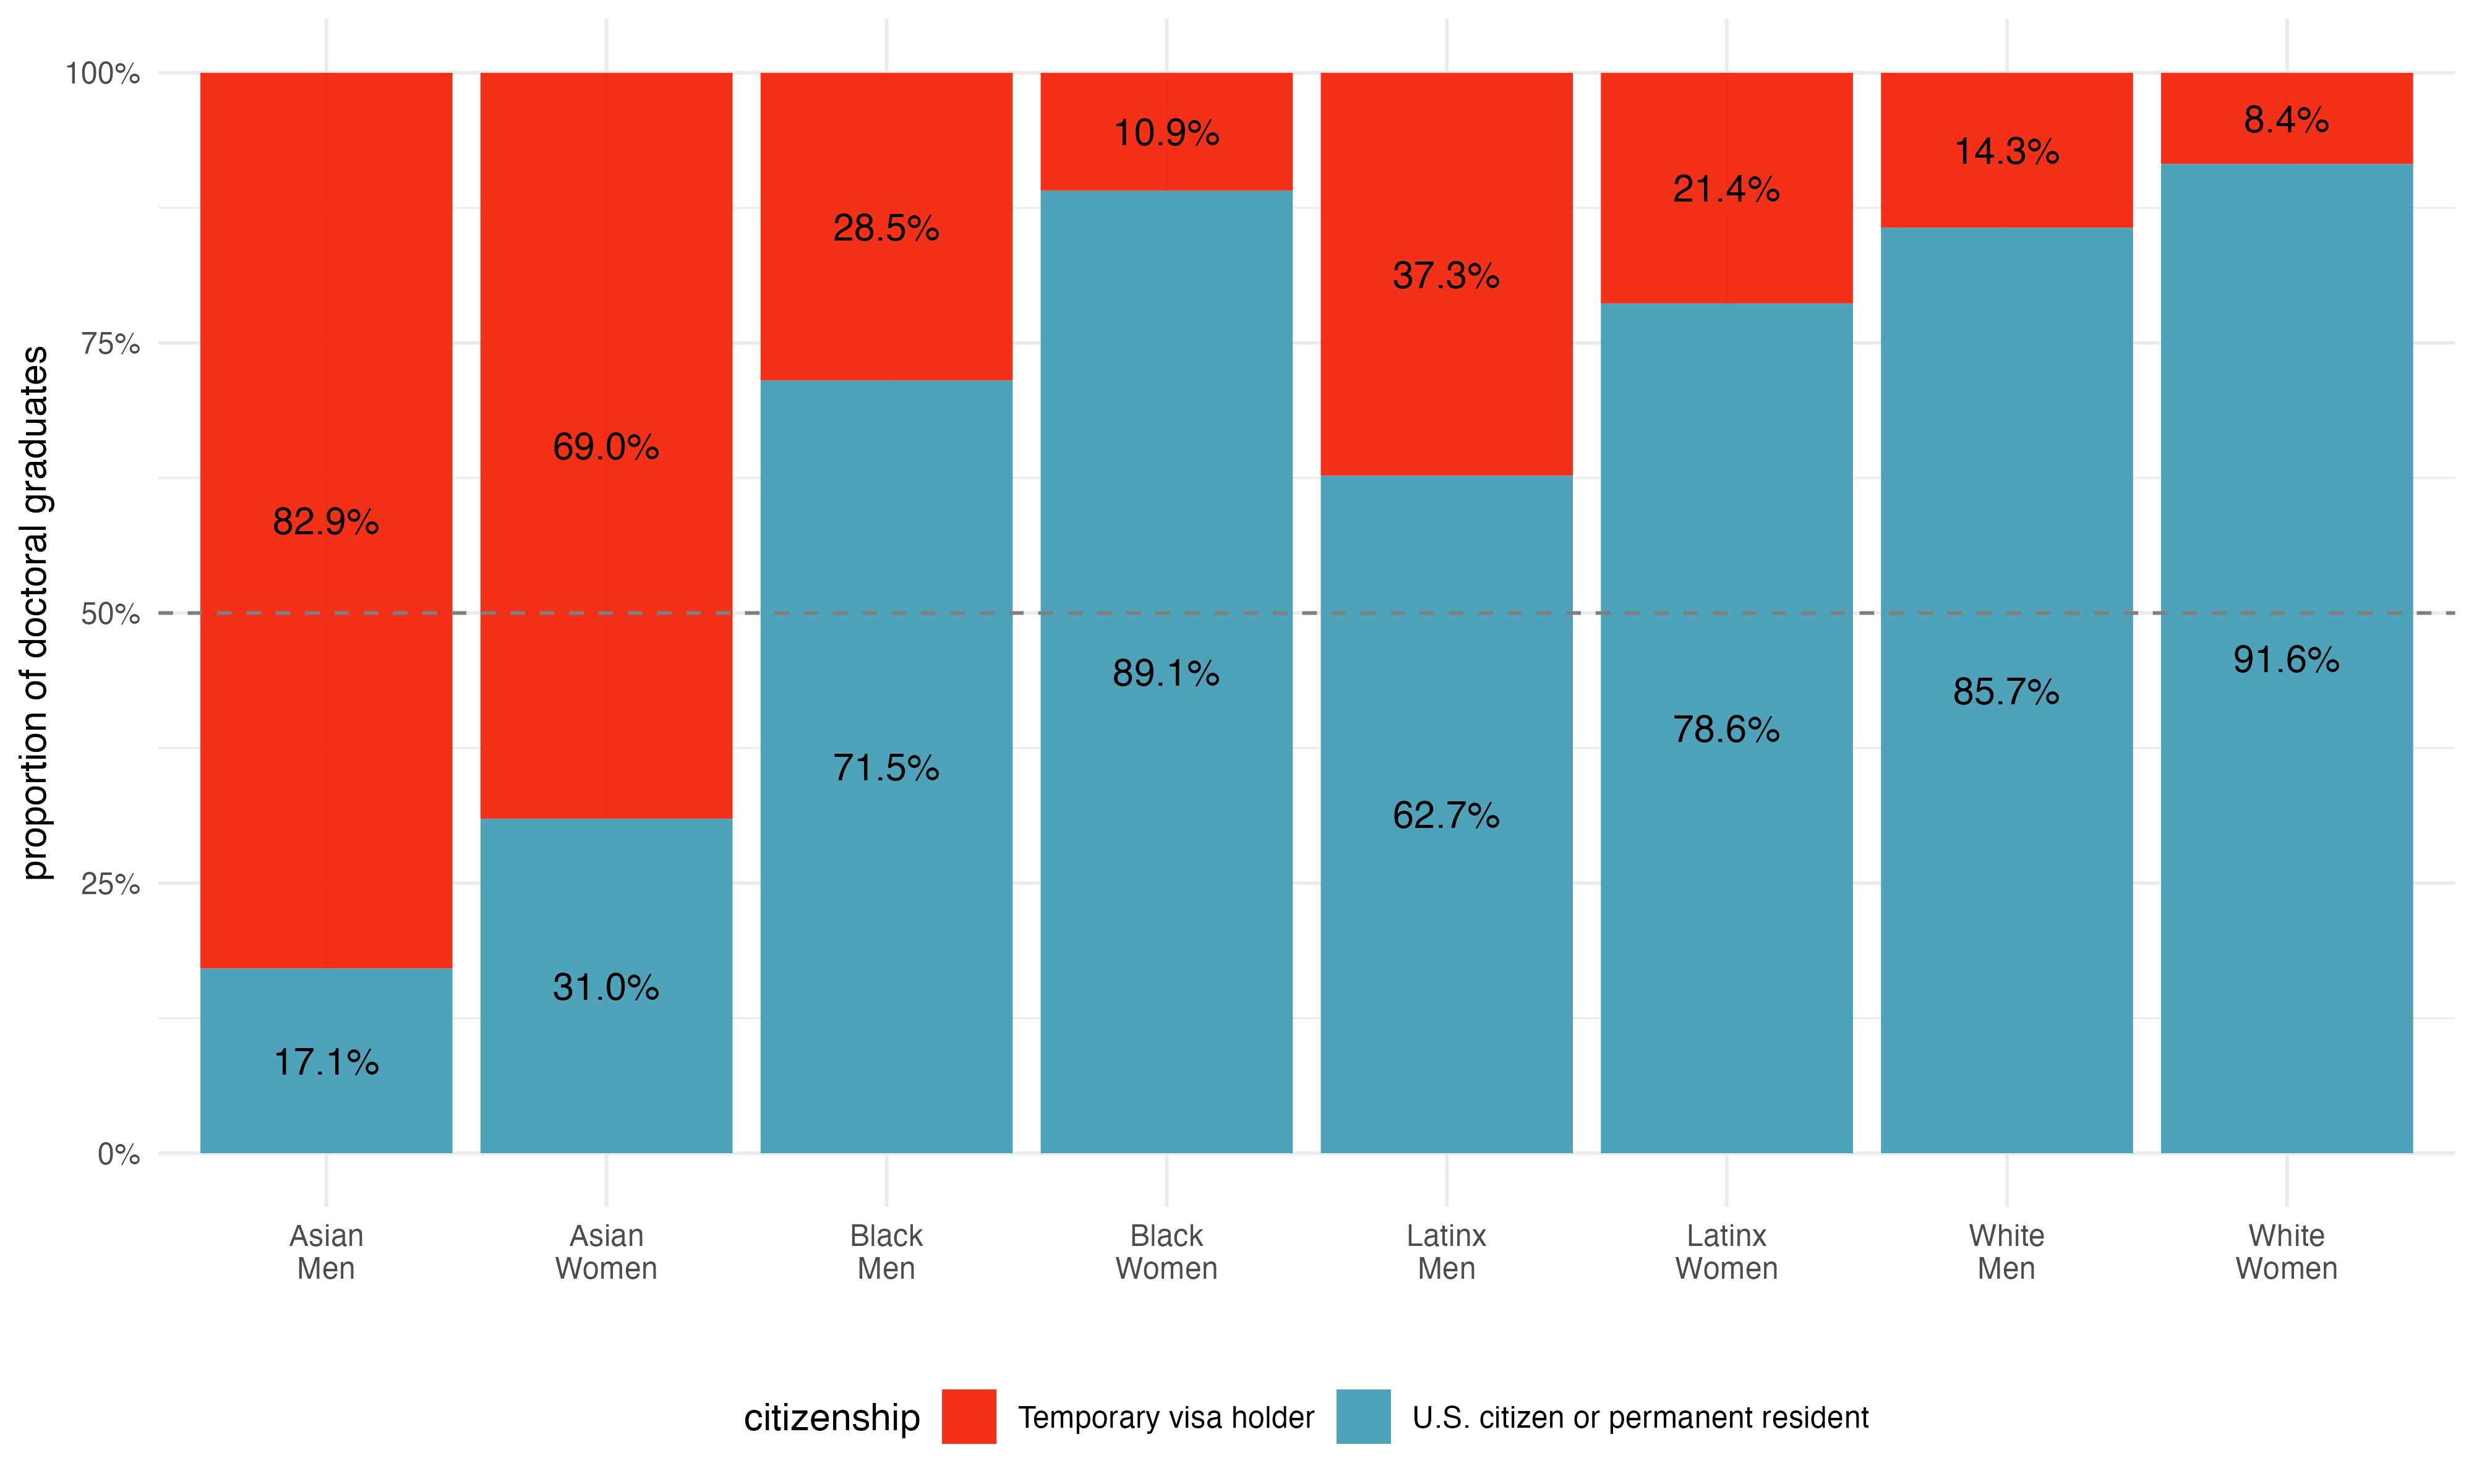 proportion of doctoral graduates
100%
75%
50%
25%
0%
82.9%
17.1%
69.0%
31.0%
28.5%
71.5%
10.9%
89.1%
37.3%
62.7%
21.4%
78.6%
14.3%
85.7%
8.4%
91.6%
Asian
Men
Asian
Women
Black
Men
Black
Women
Latinx
Men
Latinx
Women
White
Men
White
Women
citizenship Temporary visa holder U.S. citizen or permanent resident